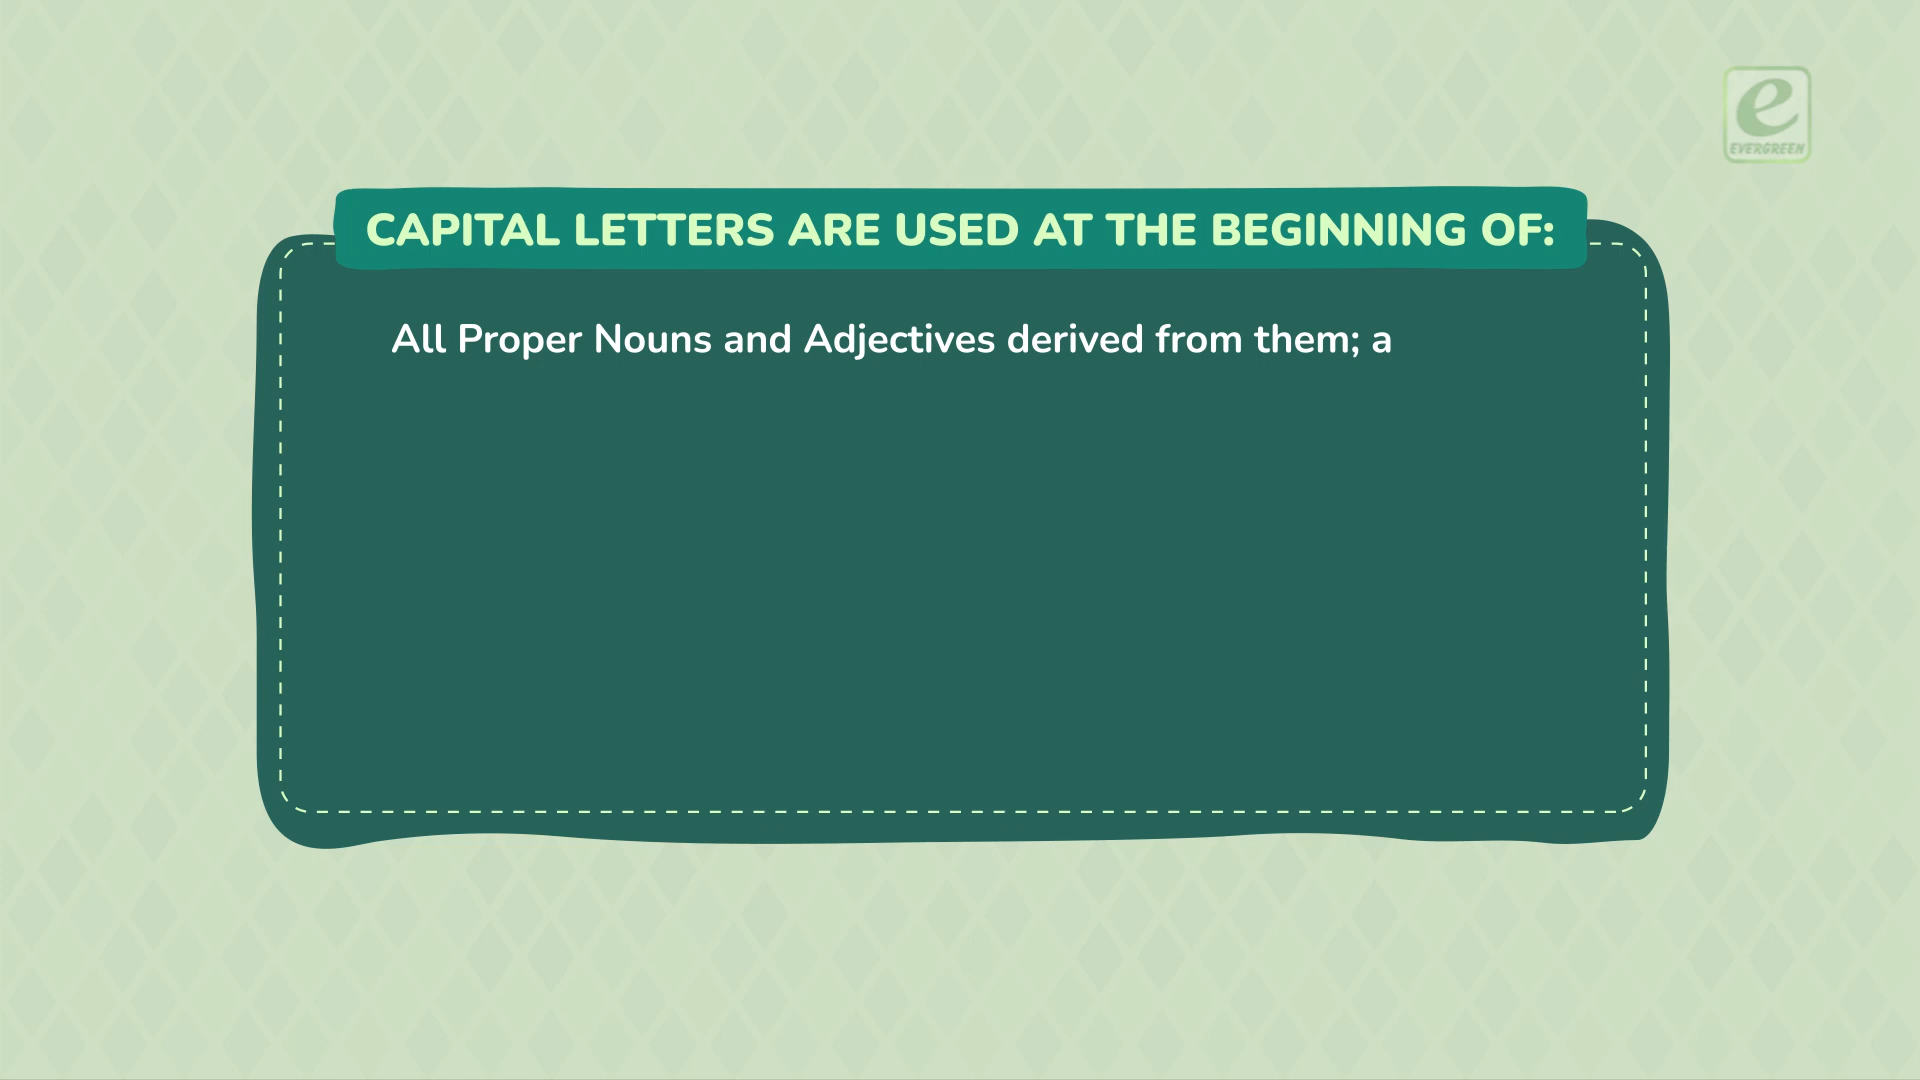 e
EVERGREEN
CAPITAL LETTERS ARE USED AT THE BEGINNING OF:
All Proper Nouns and Adjectives derived from them; a